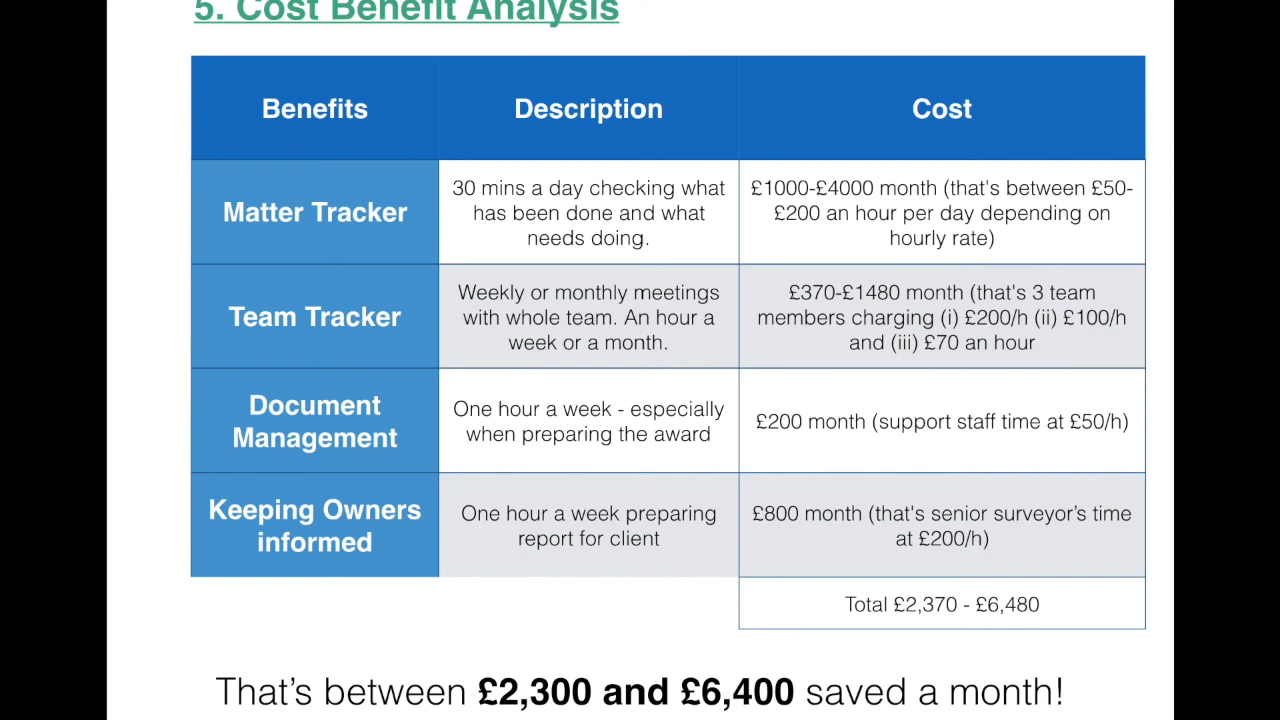 5. Cost Benefit Analysis
Benefits
Description
Cost
Matter Tracker
30 mins a day checking what
has been done and what
needs doing.
£1000-£4000 month (that's between £50-
£200 an hour per day depending on
hourly rate)
Team Tracker
Weekly or monthly meetings
with whole team. An hour a
week or a month.
£370-£1480 month (that's 3 team
members charging (i) £200/h (ii) £100/h
and (iii) £70 an hour
Document
Management
One hour a week - especially
when preparing the award
£200 month (support staff time at £50/h)
Keeping Owners
informed
One hour a week preparing
report for client
£800 month (that's senior surveyor’s time
at £200/h)
Total £2,370 - £6,480
That’s between £2,300 and £6,400 saved a month!